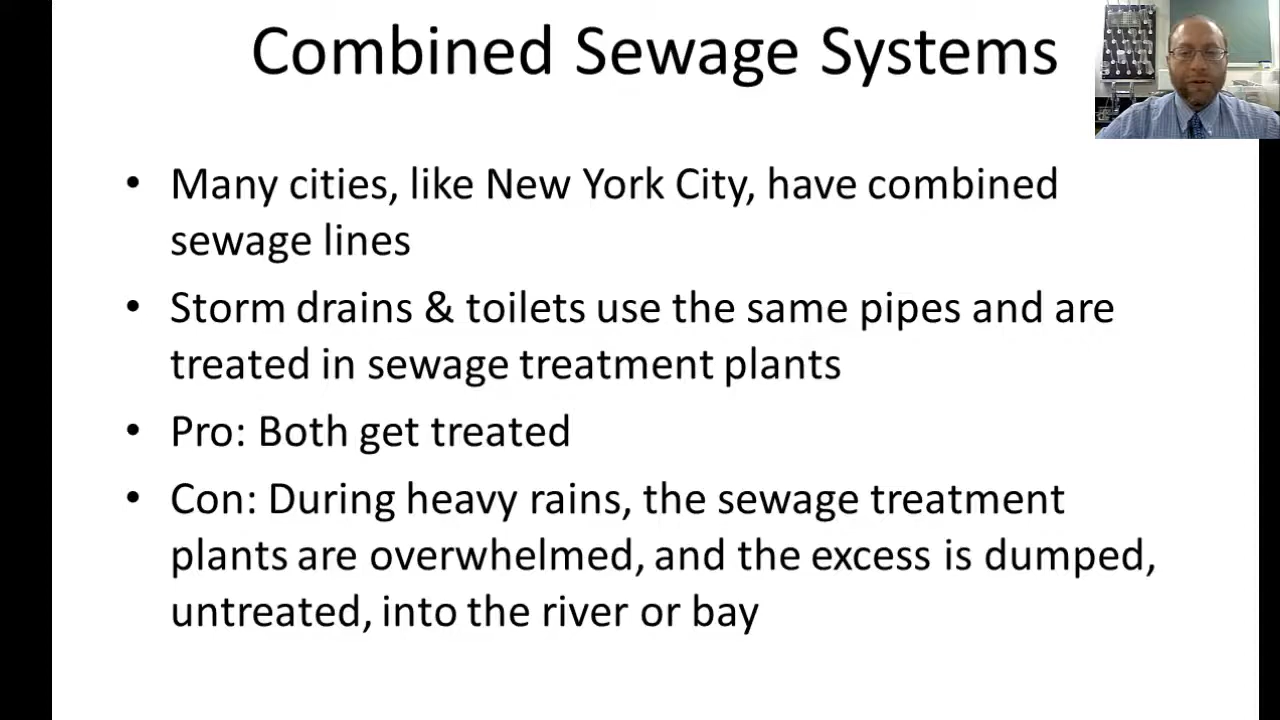 Combined Sewage Systems
• Many cities, like New York City, have combined
sewage lines
• Storm drains & toilets use the same pipes and are
treated in sewage treatment plants
• Pro: Both get treated
• Con: During heavy rains, the sewage treatment
plants are overwhelmed, and the excess is dumped,
untreated, into the river or bay